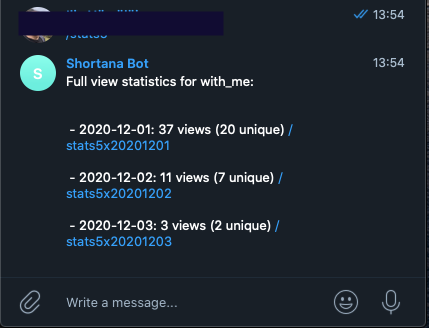 13:54
/stats5
Shortana Bot
13:54
Full view statistics for with_me:
- 2020-12-01: 37 views (20 unique) /
stats5x20201201
- 2020-12-02: 11 views (7 unique) /
stats5x20201202
- 2020-12-03: 3 views (2 unique) /
stats5x20201203
Write a message...
S